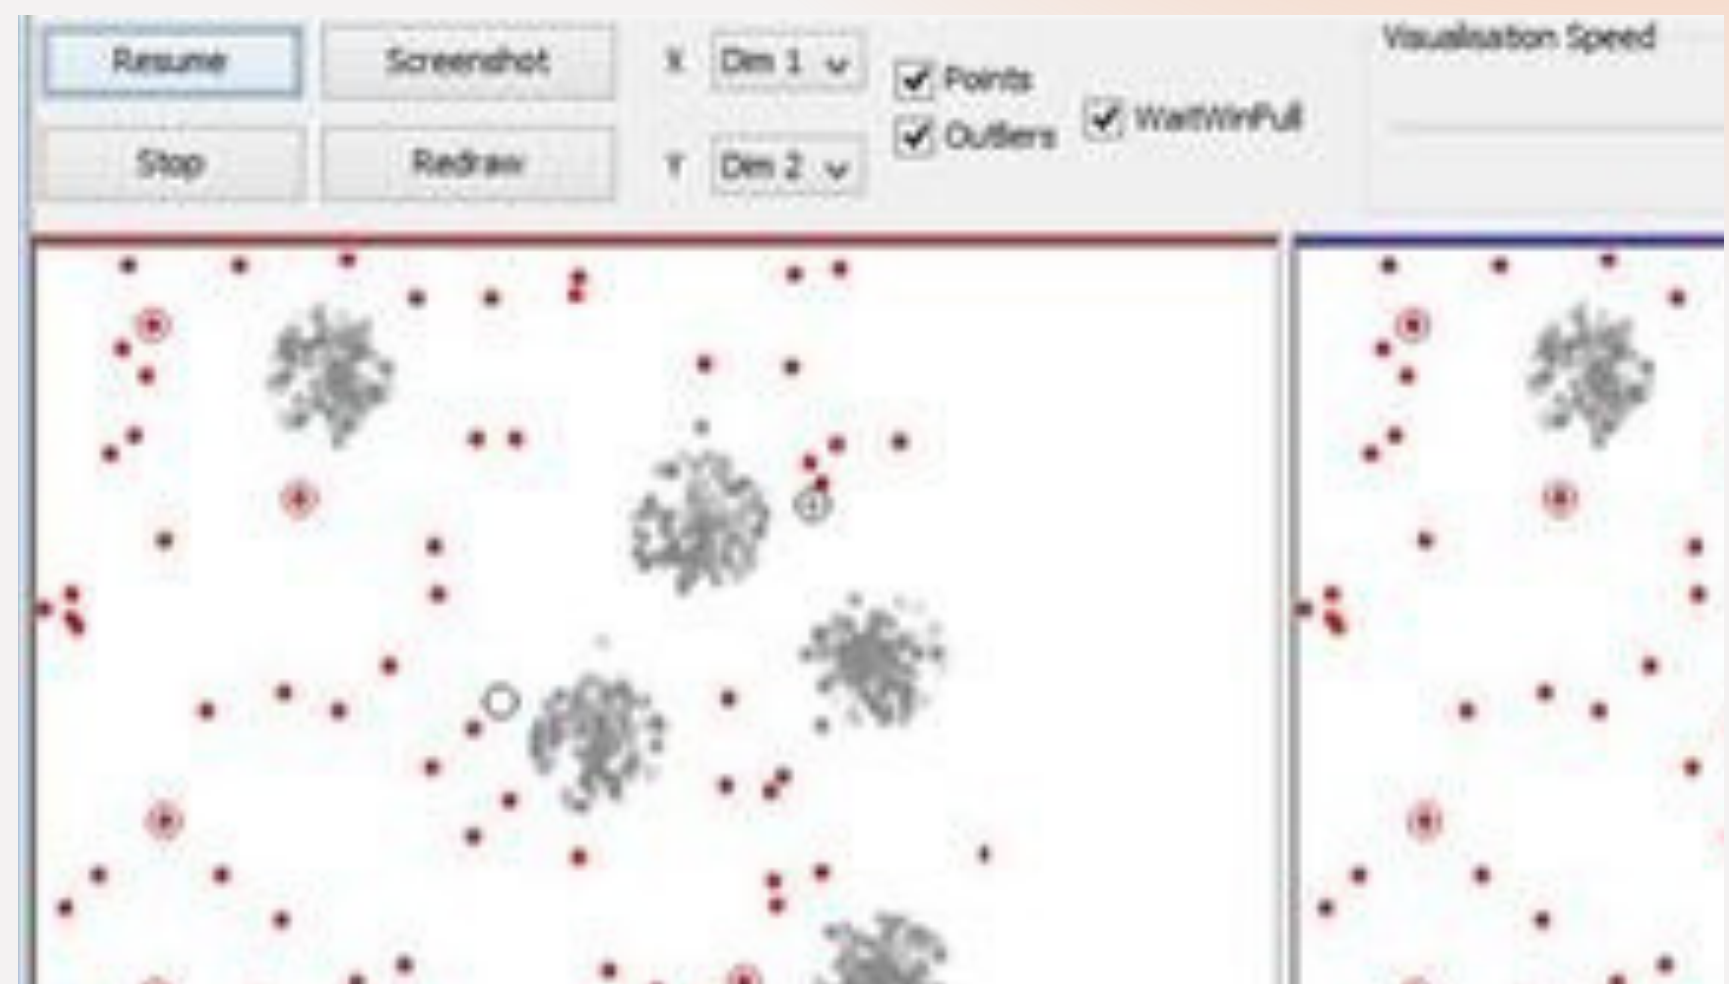 Resume Screenshot X Dim 1 Points Visualisation Speed
Outliers WaitWinFull
Stop Redraw Y Dim 2